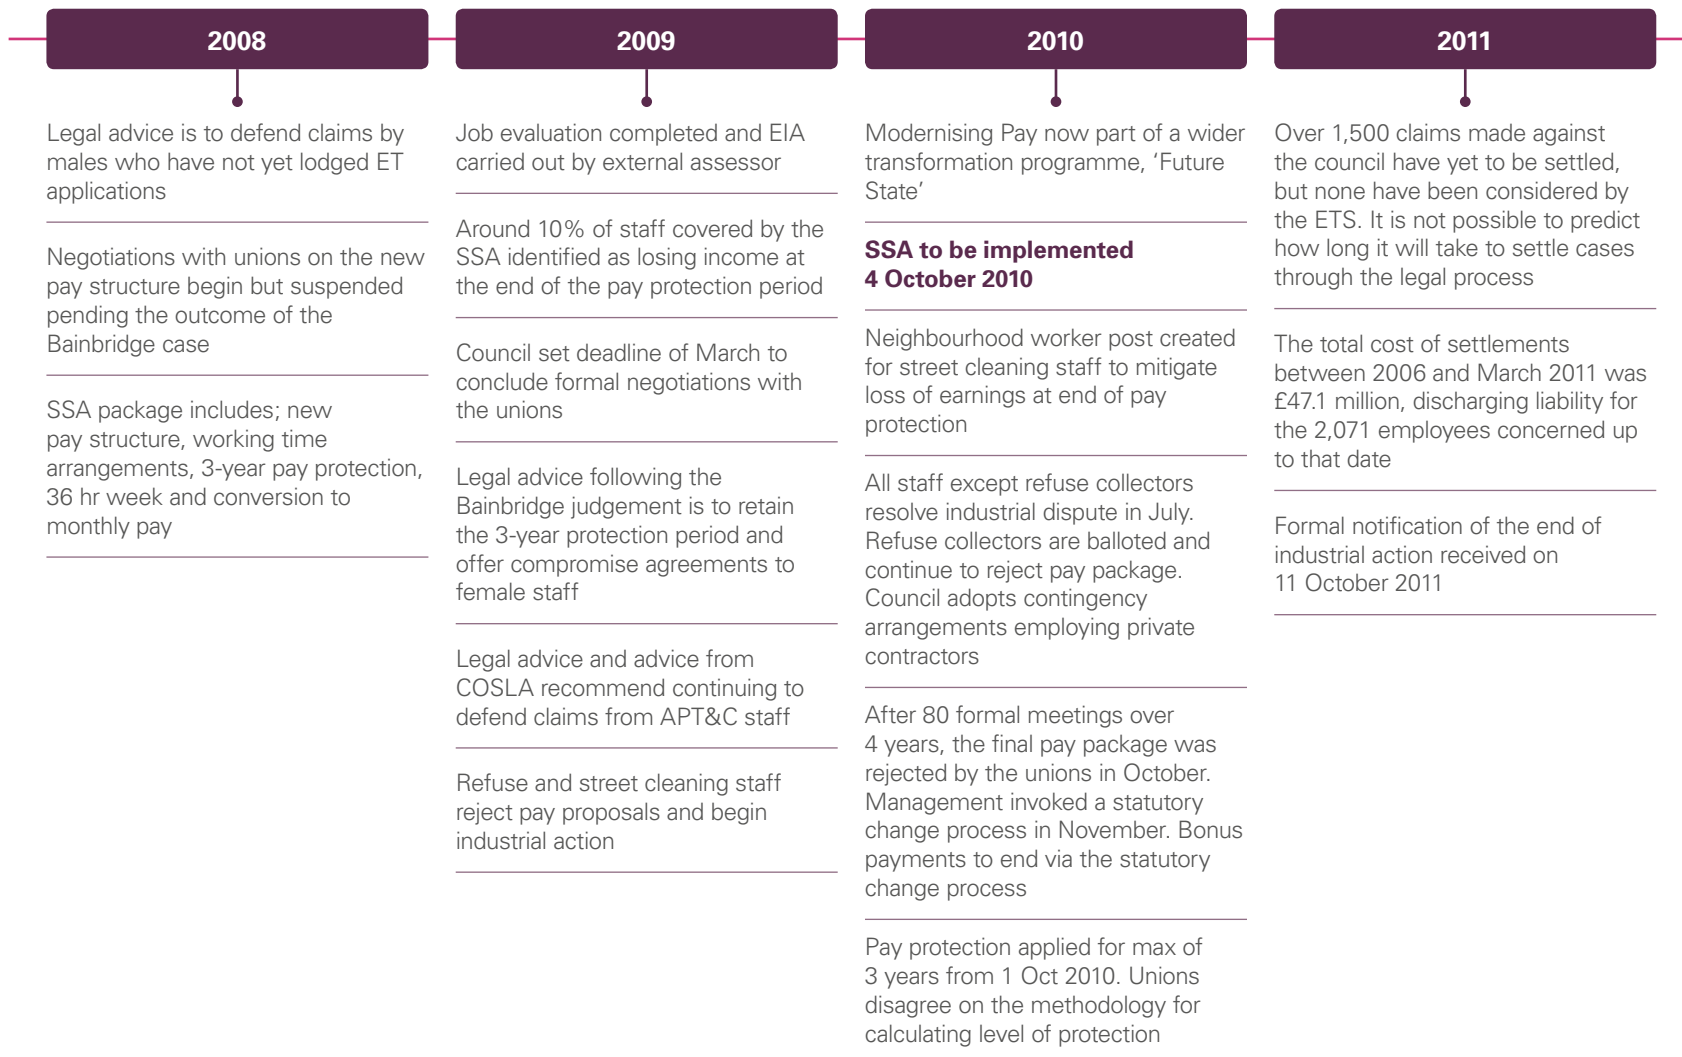 2008
Legal advice is to defend claims by
males who have not yet lodged ET
applications
Negotiations with unions on the new
pay structure begin but suspended
pending the outcome of the
Bainbridge case
SSA package includes; new
pay structure, working time
arrangements, 3-year pay protection,
36 hr week and conversion to
monthly pay
2009
Job evaluation completed and EIA
carried out by external assessor
Around 10% of staff covered by the
SSA identified as losing income at
the end of the pay protection period
Council set deadline of March to
conclude formal negotiations with
the unions
Legal advice following the
Bainbridge judgement is to retain
the 3-year protection period and
offer compromise agreements to
female staff
Legal advice and advice from
COSLA recommend continuing to
defend claims from APT&C staff
Refuse and street cleaning staff
reject pay proposals and begin
industrial action
2010
Modernising Pay now part of a wider
transformation programme, ‘Future
State’
SSA to be implemented
4 October 2010
Neighbourhood worker post created
for street cleaning staff to mitigate
loss of earnings at end of pay
protection
All staff except refuse collectors
resolve industrial dispute in July.
Refuse collectors are balloted and
continue to reject pay package.
Council adopts contingency
arrangements employing private
contractors
After 80 formal meetings over
4 years, the final pay package was
rejected by the unions in October.
Management invoked a statutory
change process in November. Bonus
payments to end via the statutory
change process
Pay protection applied for max of
3 years from 1 Oct 2010. Unions
disagree on the methodology for
calculating level of protection
2011
Over 1,500 claims made against
the council have yet to be settled,
but none have been considered by
the ETS. It is not possible to predict
how long it will take to settle cases
through the legal process
The total cost of settlements
between 2006 and March 2011 was
£47.1 million, discharging liability for
the 2,071 employees concerned up
to that date
Formal notification of the end of
industrial action received on
11 October 2011